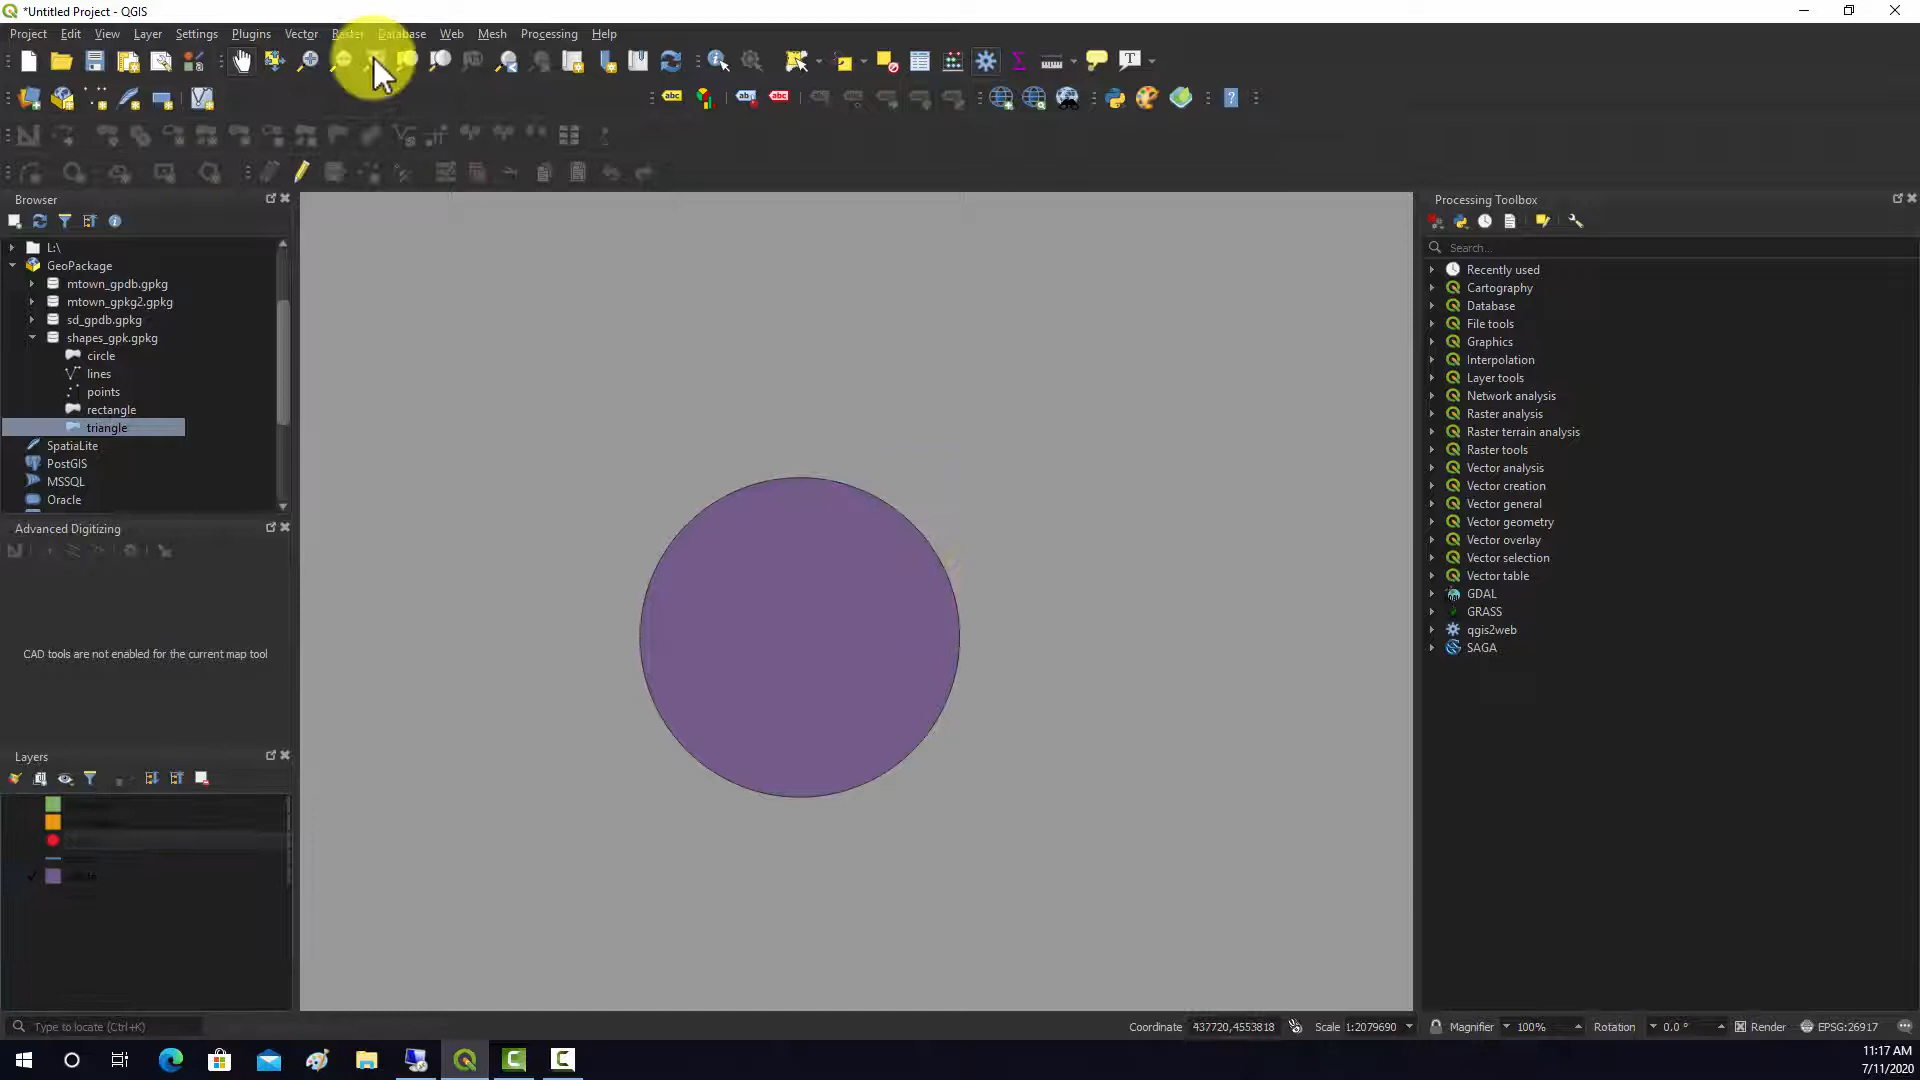 *Untitled Project - QGIS
Project Edit View Layer Settings Plugins Vector Raster Database Web Mesh Processing Help
abc abc abc
Browser
L:\
GeoPackage
mtown_gpdb.gpkg
mtown_gpkg2.gpkg
sd_gpdb.gpkg
shapes_gpk.gpkg
circle
lines
points
rectangle
triangle
SpatiaLite
PostGIS
MSSQL
Oracle
Advanced Digitizing
CAD tools are not enabled for the current map tool
Layers
Processing Toolbox
Search...
Recently used
Cartography
Database
File tools
Graphics
Interpolation
Layer tools
Network analysis
Raster analysis
Raster terrain analysis
Raster tools
Vector analysis
Vector creation
Vector general
Vector geometry
Vector overlay
Vector selection
Vector table
GDAL
GRASS
qgis2web
SAGA
Type to locate (Ctrl+K)
Coordinate 437720,4553818 Scale 1:2079690 Magnifier 100% Rotation 0.0 ° Render EPSG:26917
11:17 AM
7/11/2020